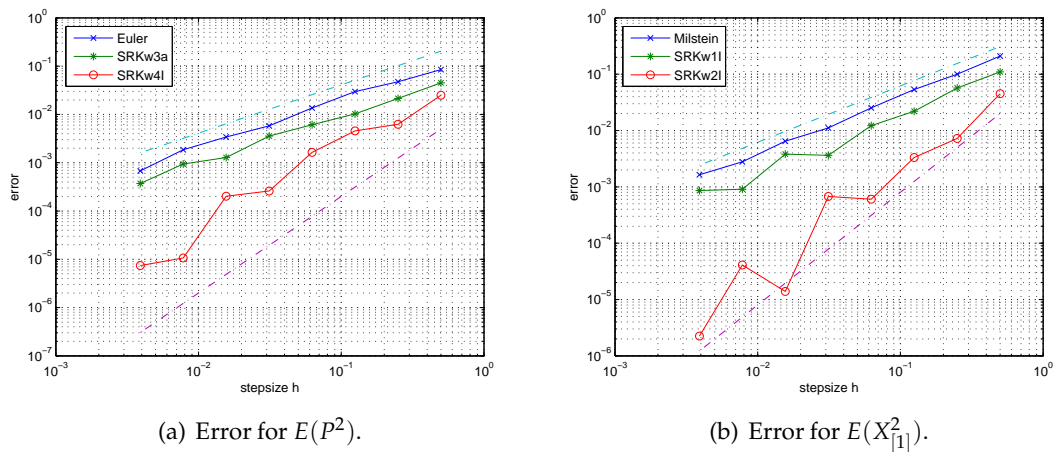 10^0
10^-1
10^-2
10^-3
10^-4
10^-5
10^-6
10^-7
error
Euler
SRKw3a
SRKw4I
10^-3
10^-2
10^-1
10^0
stepsize h
(a) Error for E(P^2).
10^0
10^-1
10^-2
10^-3
10^-4
10^-5
10^-6
error
Milstein
SRKw1I
SRKw2I
10^-3
10^-2
10^-1
10^0
stepsize h
(b) Error for E(X^2_[1]).